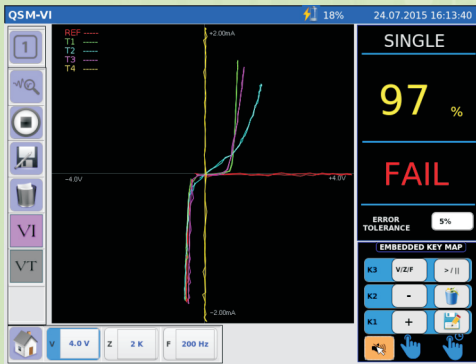 QSM-VI
18%
24.07.2015 16:13:40
1
REF -----
T1 -----
T2 -----
T3 -----
T4 -----
+2.00mA
-4.0V
+4.0V
-2.00mA
VI
VT
V 4.0 V
Z 2 K
F 200 Hz
SINGLE
97 %
FAIL
ERROR
TOLERANCE
5%
EMBEDDED KEY MAP
K3 V/Z/F > / ||
K2 -
K1 +